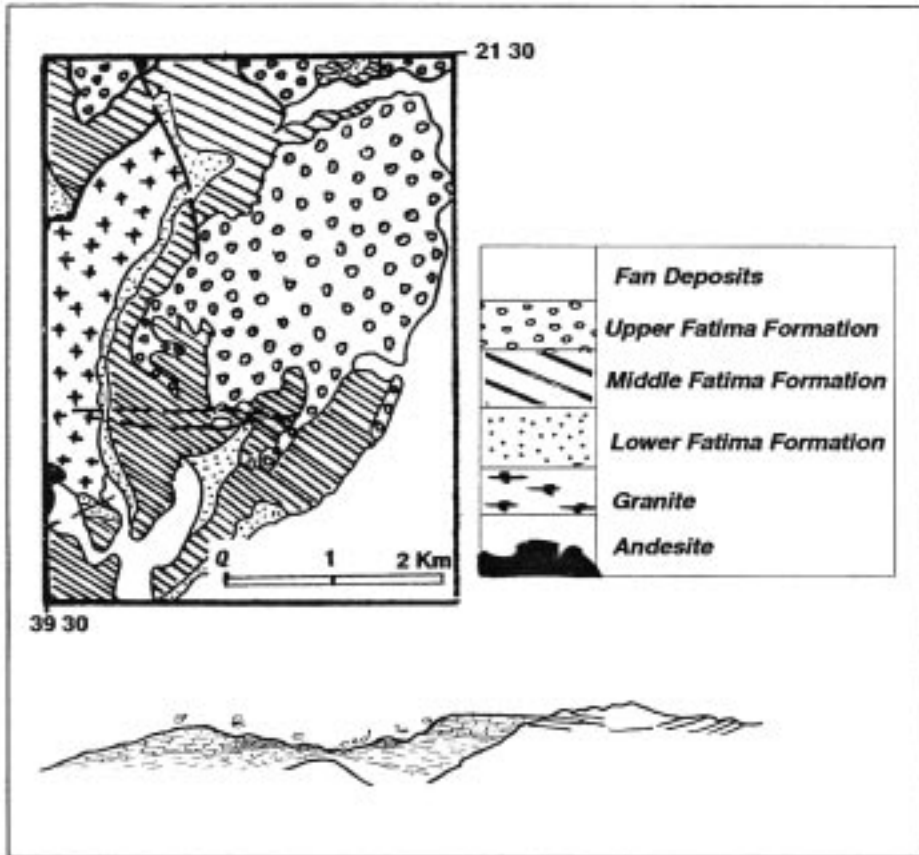 21 30
Fan Deposits
Upper Fatima Formation
Middle Fatima Formation
Lower Fatima Formation
Granite
Andesite
0 1 2 Km
39 30